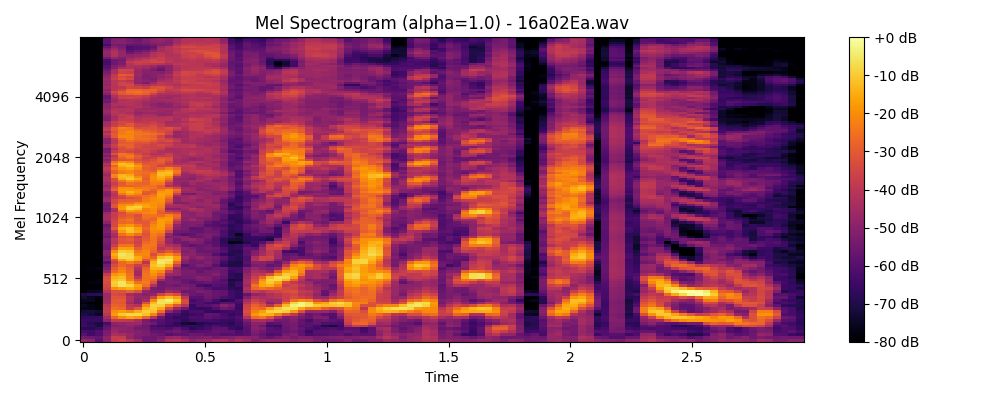 Mel Spectrogram (alpha=1.0) - 16a02Ea.wav
+0 dB
-10 dB
-20 dB
-30 dB
-40 dB
-50 dB
-60 dB
-70 dB
-80 dB
Mel Frequency
4096
2048
1024
512
0
0 0.5 1 1.5 2 2.5
Time